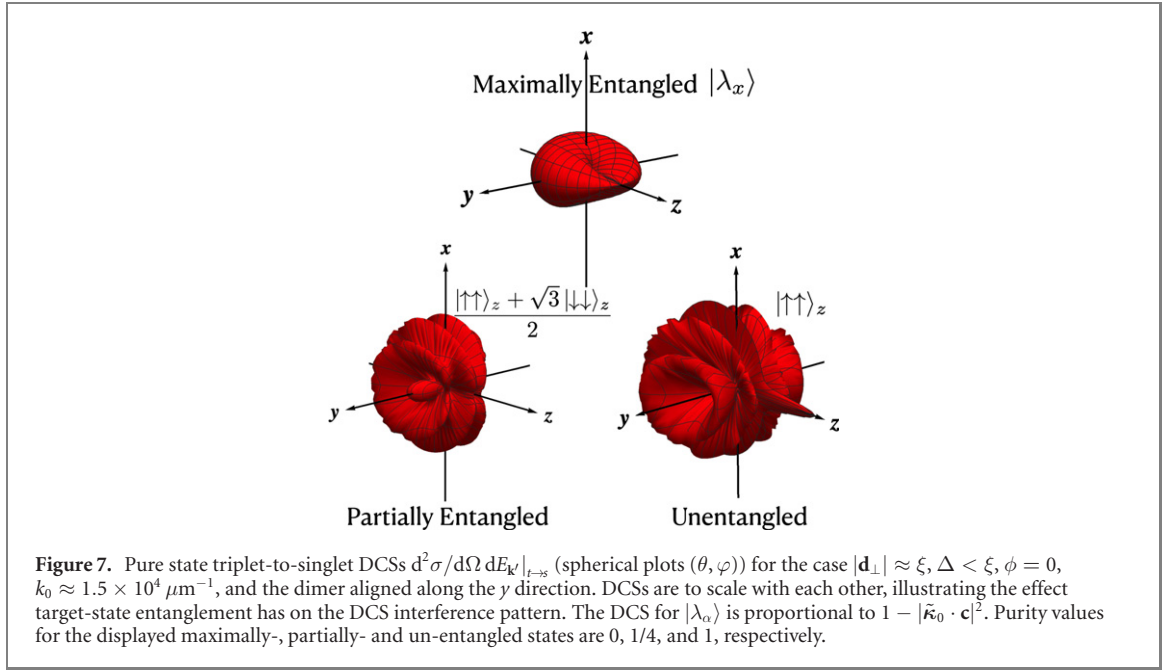 x
Maximally Entangled |λₓ⟩
y
z
x
x
|↑↑⟩_z + √3 |↓↓⟩_z
2
|↑↑⟩_z
y
z
y
z
Partially Entangled
Unentangled
Figure 7. Pure state triplet-to-singlet DCSs d²σ/dΩ dE_𝐤′|_{t↦s} (spherical plots (θ, φ)) for the case |𝐝_⊥| ≈ ξ, Δ < ξ, ϕ = 0,
k₀ ≈ 1.5 × 10⁴ μm⁻¹, and the dimer aligned along the y direction. DCSs are to scale with each other, illustrating the effect
target-state entanglement has on the DCS interference pattern. The DCS for |λ_α⟩ is proportional to 1 − |𝛋̃₀ · 𝐜|². Purity values
for the displayed maximally-, partially- and un-entangled states are 0, 1/4, and 1, respectively.